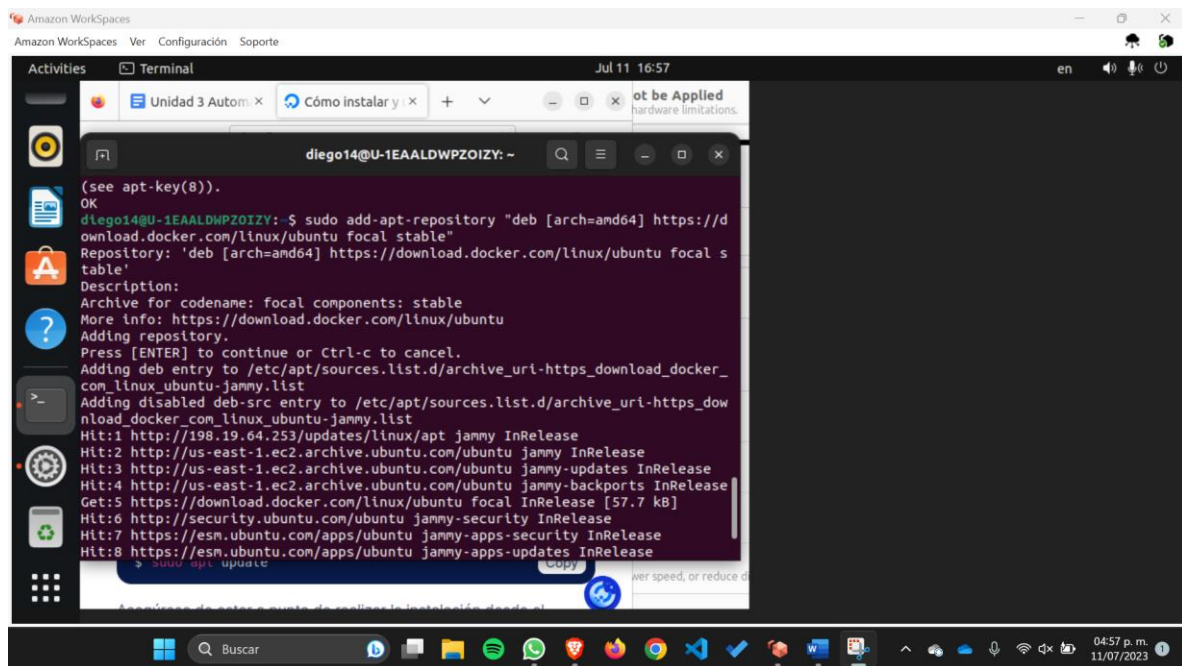 Amazon WorkSpaces
Amazon WorkSpaces Ver Configuración Soporte
Activities Terminal Jul 11 16:57 en
Unidad 3 Autom Cómo instalar y ot be Applied
hardware limitations.
diego14@U-1EAALDWPZOIZY: ~
(see apt-key(8)).
OK
diego14@U-1EAALDWPZOIZY:~$ sudo add-apt-repository "deb [arch=amd64] https://d
ownload.docker.com/linux/ubuntu focal stable"
Repository: 'deb [arch=amd64] https://download.docker.com/linux/ubuntu focal s
table'
Description:
Archive for codename: focal components: stable
More info: https://download.docker.com/linux/ubuntu
Adding repository.
Press [ENTER] to continue or Ctrl-c to cancel.
Adding deb entry to /etc/apt/sources.list.d/archive_uri-https_download_docker_
com_linux_ubuntu-jammy.list
Adding disabled deb-src entry to /etc/apt/sources.list.d/archive_uri-https_dow
nload_docker_com_linux_ubuntu-jammy.list
Hit:1 http://198.19.64.253/updates/linux/apt jammy InRelease
Hit:2 http://us-east-1.ec2.archive.ubuntu.com/ubuntu jammy InRelease
Hit:3 http://us-east-1.ec2.archive.ubuntu.com/ubuntu jammy-updates InRelease
Hit:4 http://us-east-1.ec2.archive.ubuntu.com/ubuntu jammy-backports InRelease
Get:5 https://download.docker.com/linux/ubuntu focal InRelease [57.7 kB]
Hit:6 http://security.ubuntu.com/ubuntu jammy-security InRelease
Hit:7 https://esm.ubuntu.com/apps/ubuntu jammy-apps-security InRelease
Hit:8 https://esm.ubuntu.com/apps/ubuntu jammy-apps-updates InRelease
$ sudo apt update Copy
wer speed, or reduce di
Buscar
04:57 p. m.
11/07/2023